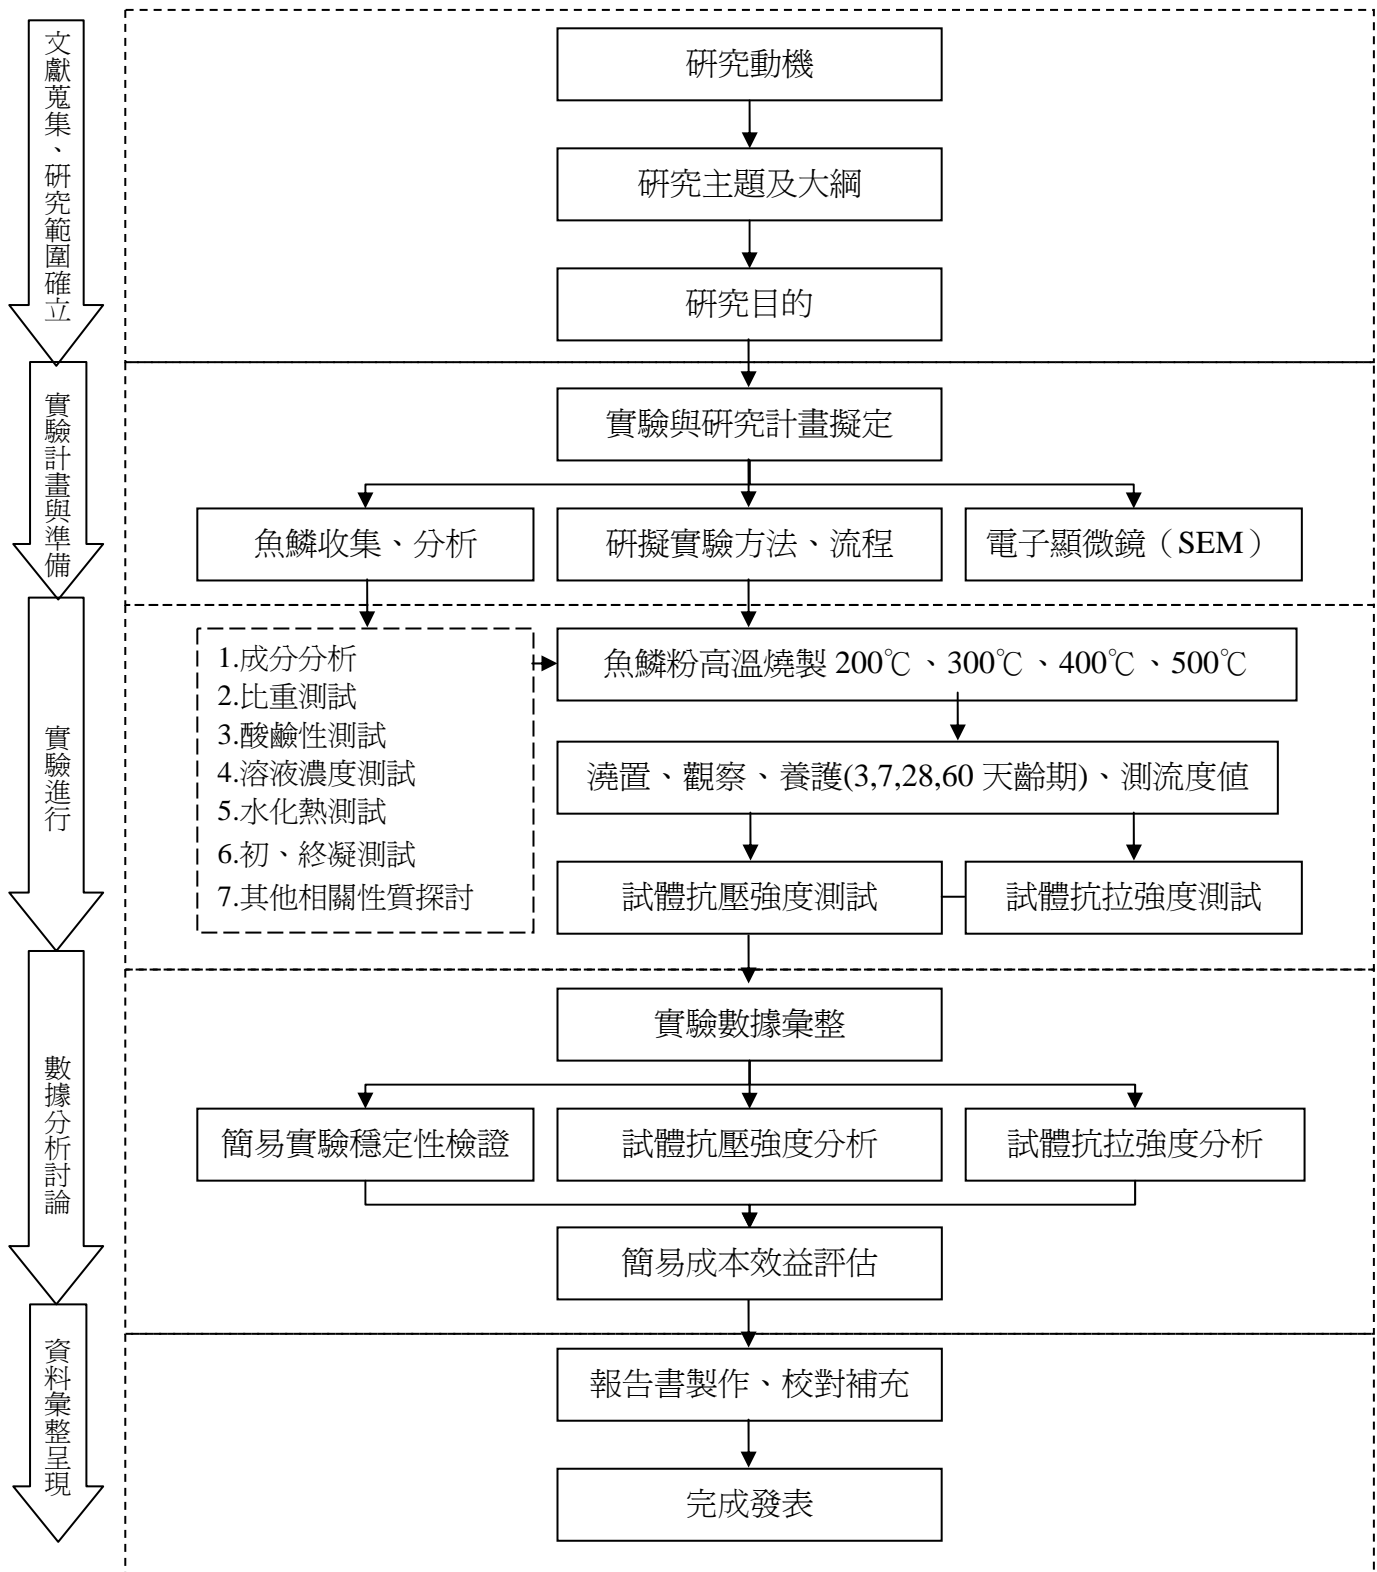 文獻蒐集、研究範圍確立
研究動機
研究主題及大綱
研究目的
實驗計畫與準備
實驗與研究計畫擬定
魚鱗收集、分析
研擬實驗方法、流程
電子顯微鏡（SEM）
實驗進行
1.成分分析
2.比重測試
3.酸鹼性測試
4.溶液濃度測試
5.水化熱測試
6.初、終凝測試
7.其他相關性質探討
魚鱗粉高溫燒製 200℃、300℃、400℃、500℃
澆置、觀察、養護(3,7,28,60 天齡期)、測流度值
試體抗壓強度測試
試體抗拉強度測試
數據分析討論
實驗數據彙整
簡易實驗穩定性檢證
試體抗壓強度分析
試體抗拉強度分析
簡易成本效益評估
資料彙整呈現
報告書製作、校對補充
完成發表